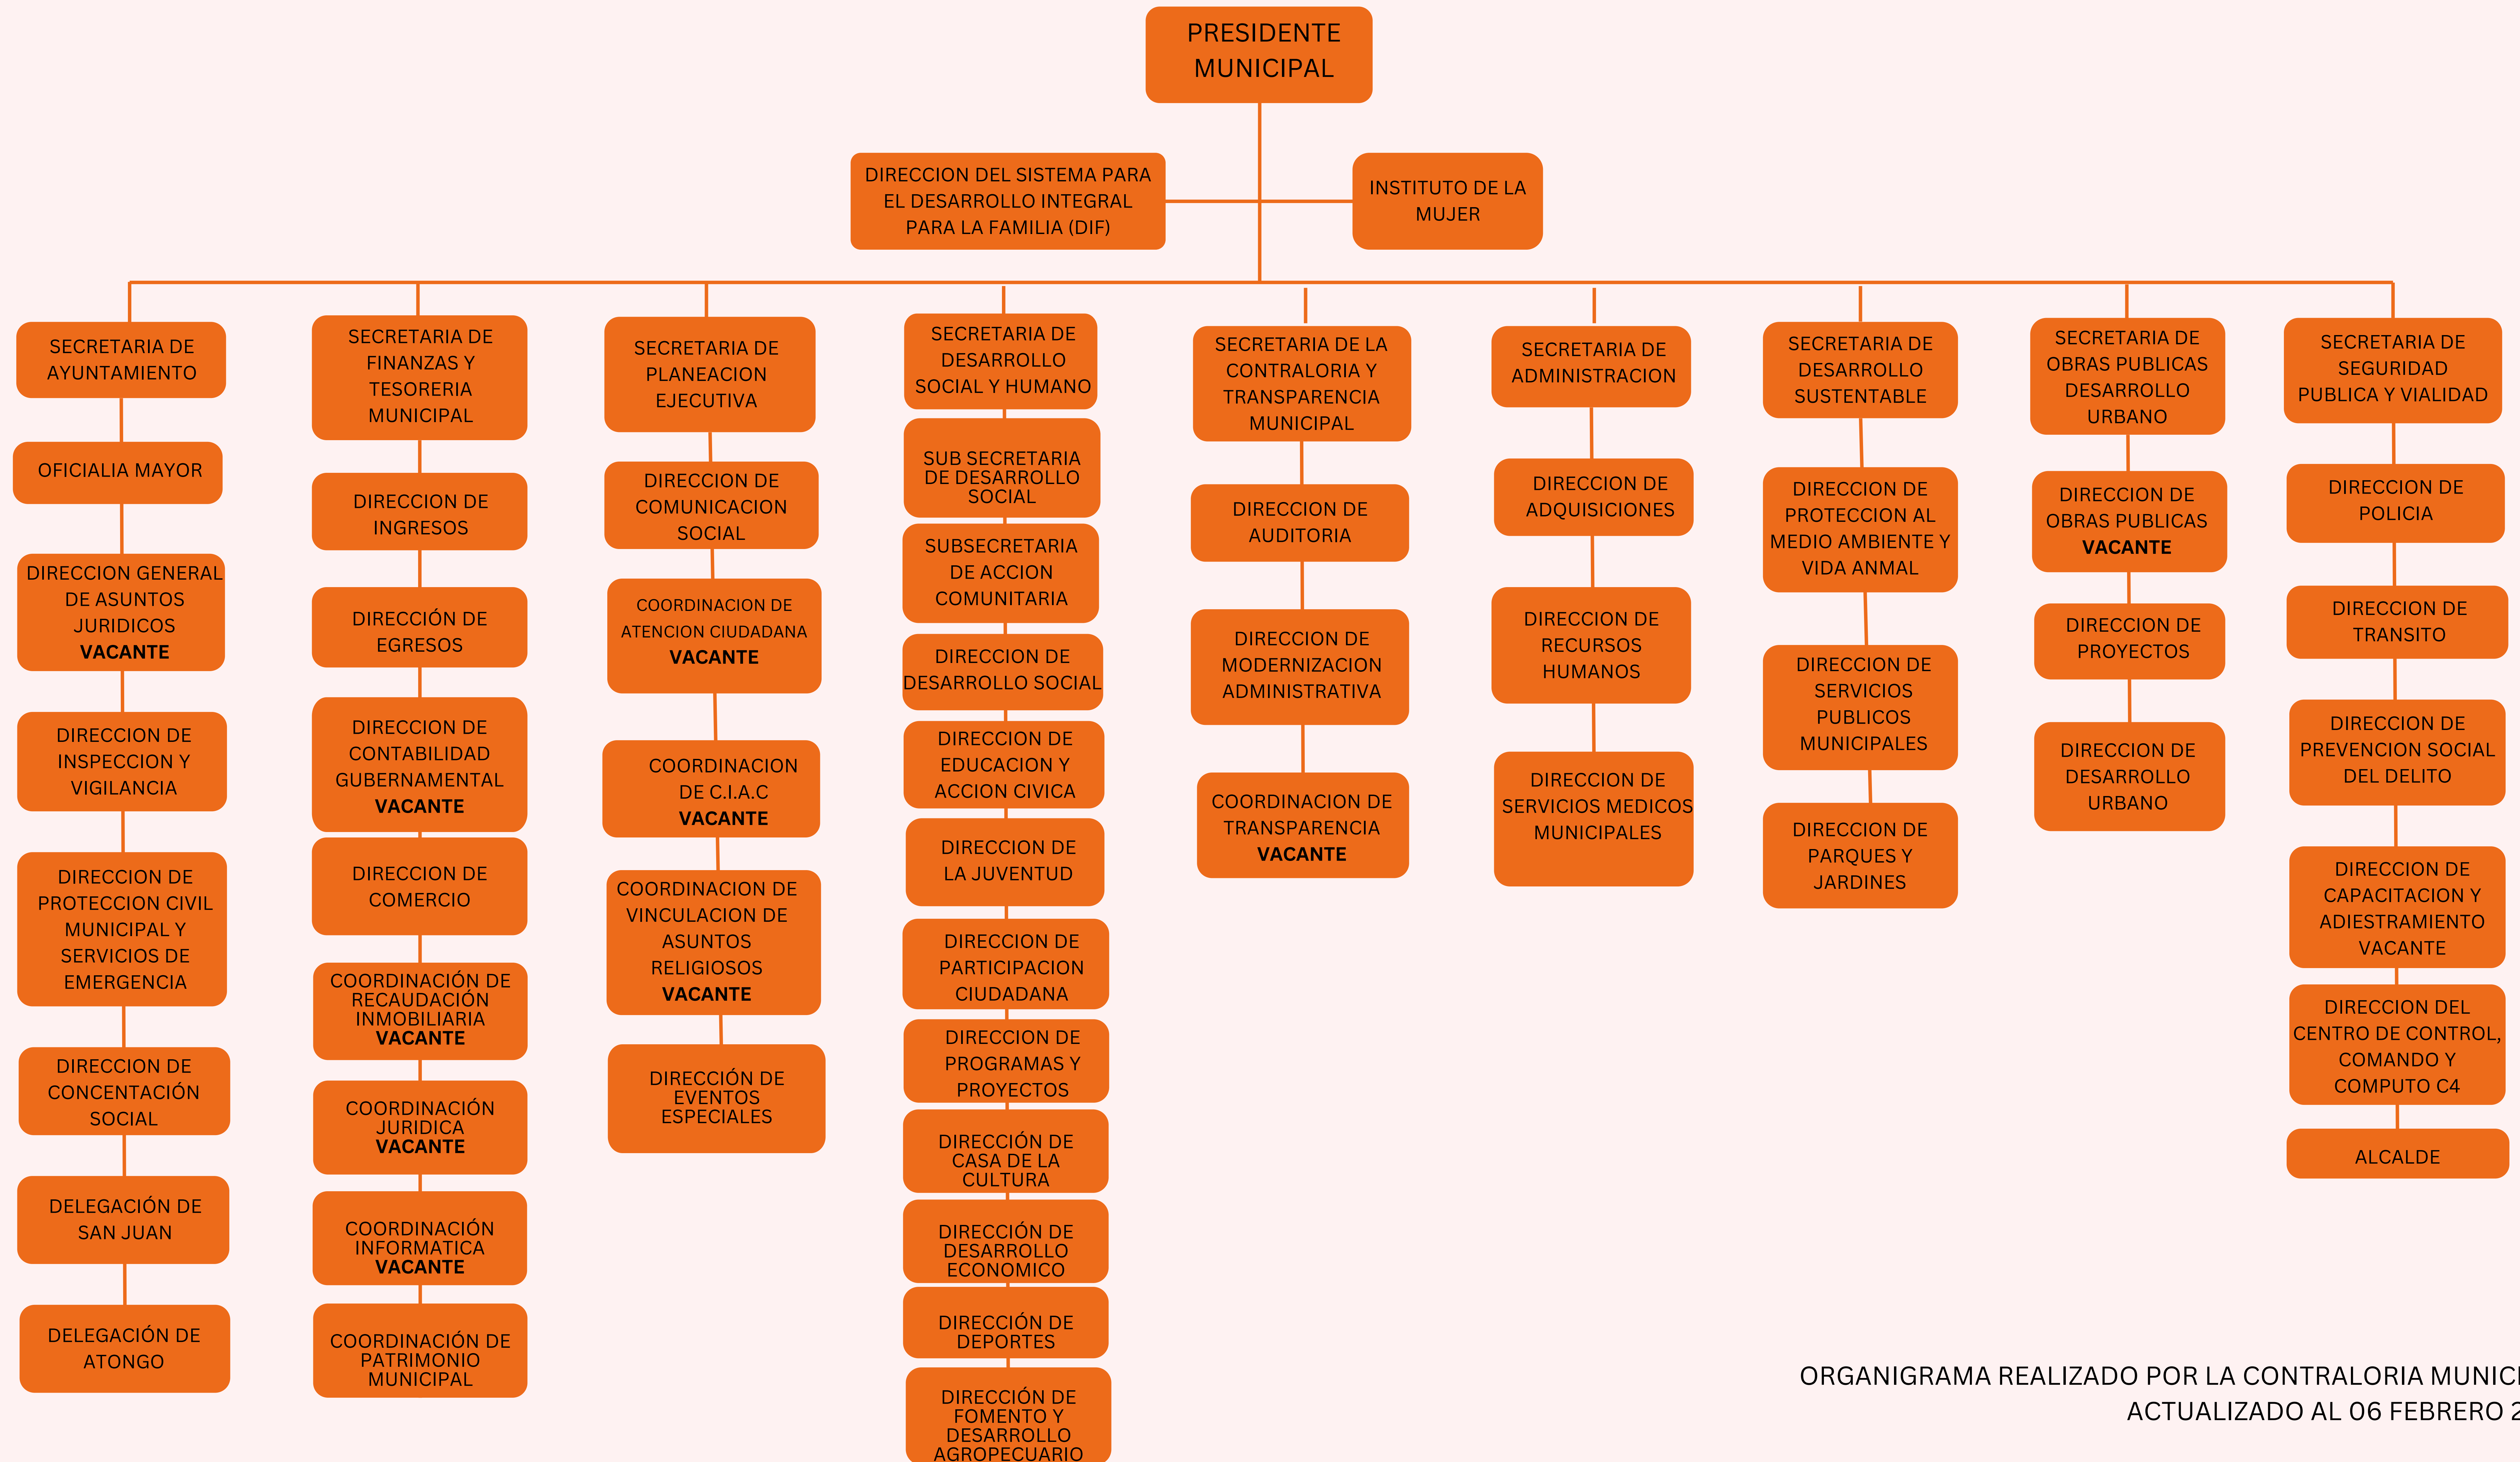 PRESIDENTE
MUNICIPAL
DIRECCION DEL SISTEMA PARA
EL DESARROLLO INTEGRAL
PARA LA FAMILIA (DIF)
INSTITUTO DE LA
MUJER
SECRETARIA DE
AYUNTAMIENTO
OFICIALIA MAYOR
DIRECCION GENERAL
DE ASUNTOS
JURIDICOS
VACANTE
DIRECCION DE
INSPECCION Y
VIGILANCIA
DIRECCION DE
PROTECCION CIVIL
MUNICIPAL Y
SERVICIOS DE
EMERGENCIA
DIRECCION DE
CONCENTACIÓN
SOCIAL
DELEGACIÓN DE
SAN JUAN
DELEGACIÓN DE
ATONGO
SECRETARIA DE
FINANZAS Y
TESORERIA
MUNICIPAL
DIRECCION DE
INGRESOS
DIRECCIÓN DE
EGRESOS
DIRECCION DE
CONTABILIDAD
GUBERNAMENTAL
VACANTE
DIRECCION DE
COMERCIO
COORDINACIÓN DE
RECAUDACIÓN
INMOBILIARIA
VACANTE
COORDINACIÓN
JURIDICA
VACANTE
COORDINACIÓN
INFORMATICA
VACANTE
COORDINACIÓN DE
PATRIMONIO
MUNICIPAL
SECRETARIA DE
PLANEACION
EJECUTIVA
DIRECCION DE
COMUNICACION
SOCIAL
COORDINACION DE
ATENCION CIUDADANA
VACANTE
COORDINACION
DE C.I.A.C
VACANTE
COORDINACION DE
VINCULACION DE
ASUNTOS
RELIGIOSOS
VACANTE
DIRECCIÓN DE
EVENTOS
ESPECIALES
SECRETARIA DE
DESARROLLO
SOCIAL Y HUMANO
SUB SECRETARIA
DE DESARROLLO
SOCIAL
SUBSECRETARIA
DE ACCION
COMUNITARIA
DIRECCION DE
DESARROLLO SOCIAL
DIRECCION DE
EDUCACION Y
ACCION CIVICA
DIRECCION DE
LA JUVENTUD
DIRECCION DE
PARTICIPACION
CIUDADANA
DIRECCION DE
PROGRAMAS Y
PROYECTOS
DIRECCIÓN DE
CASA DE LA
CULTURA
DIRECCIÓN DE
DESARROLLO
ECONOMICO
DIRECCIÓN DE
DEPORTES
DIRECCIÓN DE
FOMENTO Y
DESARROLLO
AGROPECUARIO
SECRETARIA DE LA
CONTRALORIA Y
TRANSPARENCIA
MUNICIPAL
DIRECCION DE
AUDITORIA
DIRECCION DE
MODERNIZACION
ADMINISTRATIVA
COORDINACION DE
TRANSPARENCIA
VACANTE
SECRETARIA DE
ADMINISTRACION
DIRECCION DE
ADQUISICIONES
DIRECCION DE
RECURSOS
HUMANOS
DIRECCION DE
SERVICIOS MEDICOS
MUNICIPALES
SECRETARIA DE
DESARROLLO
SUSTENTABLE
DIRECCION DE
PROTECCION AL
MEDIO AMBIENTE Y
VIDA ANMAL
DIRECCION DE
SERVICIOS
PUBLICOS
MUNICIPALES
DIRECCION DE
PARQUES Y
JARDINES
SECRETARIA DE
OBRAS PUBLICAS
DESARROLLO
URBANO
DIRECCION DE
OBRAS PUBLICAS
VACANTE
DIRECCION DE
PROYECTOS
DIRECCION DE
DESARROLLO
URBANO
SECRETARIA DE
SEGURIDAD
PUBLICA Y VIALIDAD
DIRECCION DE
POLICIA
DIRECCION DE
TRANSITO
DIRECCION DE
PREVENCION SOCIAL
DEL DELITO
DIRECCION DE
CAPACITACION Y
ADIESTRAMIENTO
VACANTE
DIRECCION DEL
CENTRO DE CONTROL,
COMANDO Y
COMPUTO C4
ALCALDE
ORGANIGRAMA REALIZADO POR LA CONTRALORIA
ACTUALIZADO AL 06 FEBRERO